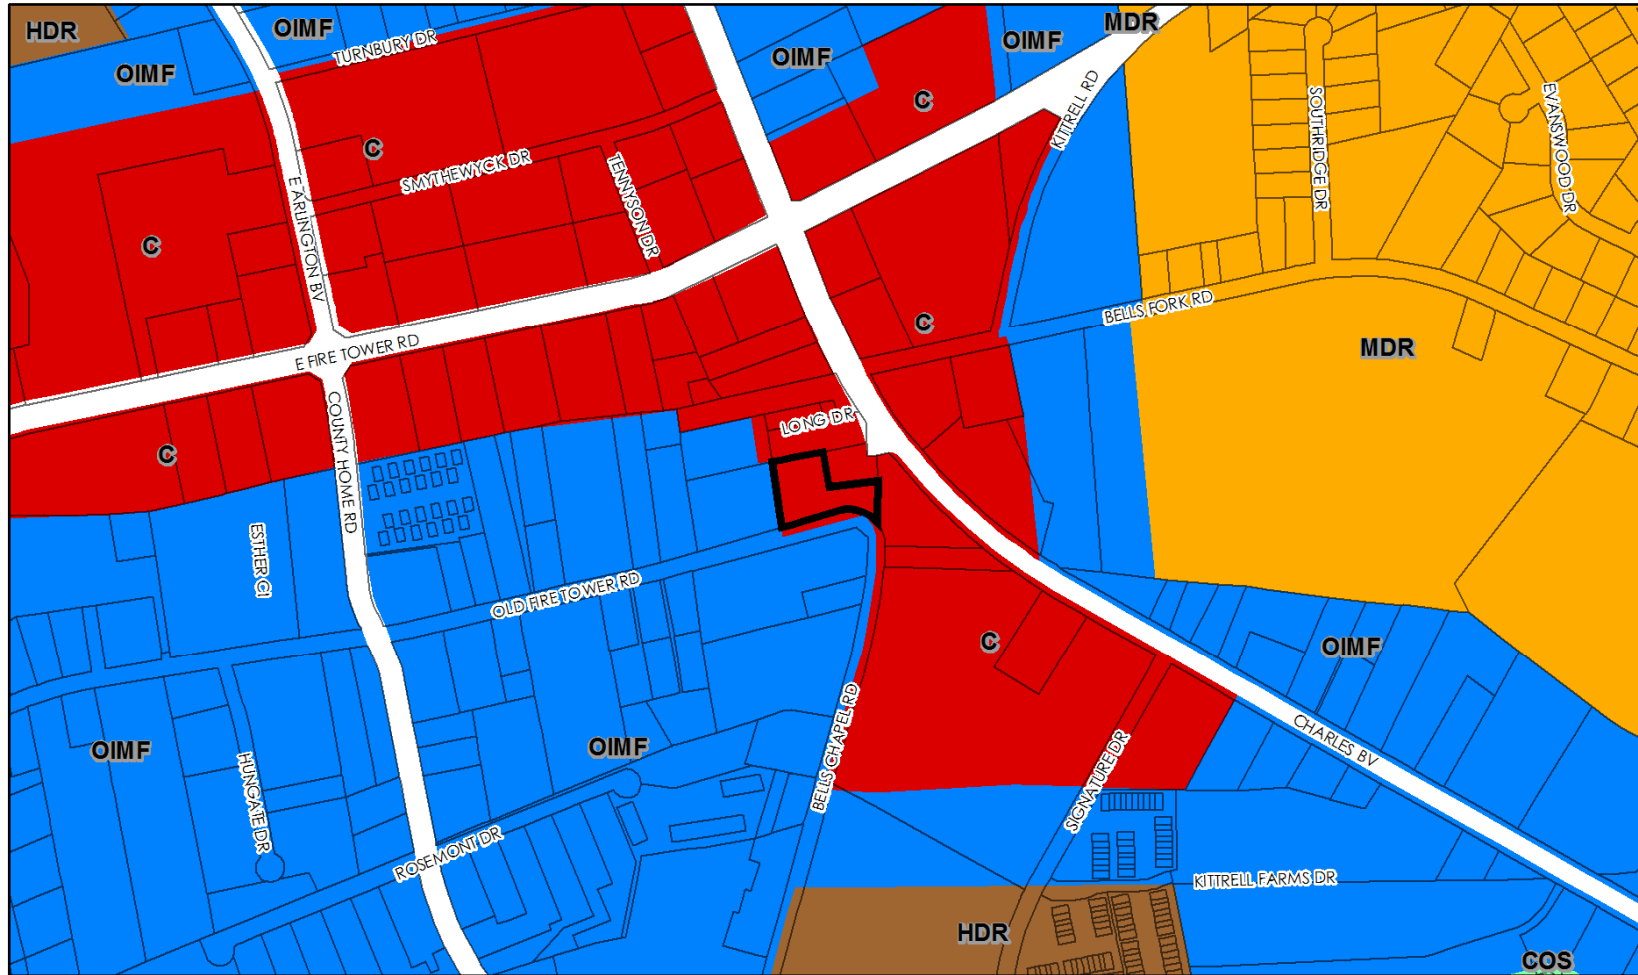 HDR
OIMF
OIMF
TURNBURY DR
OIMF
OIMF
MDR
C
C
KITTRELL RD
SOUTHRIDGE DR
EVANSWOOD DR
SMYTHEWYCK DR
TENNYSON DR
E ARLINGTON BV
C
BELLS FORK RD
C
MDR
E FIRE TOWER RD
COUNTY HOME RD
LONG DR
C
ESTHER CI
OLD FIRE TOWER RD
C
OIMF
OIMF
OIMF
BELLS CHAPEL RD
CHARLES BV
SIGNATURE DR
HUNGATE DR
ROSEMONT DR
KITTRELL FARMS DR
HDR
COS